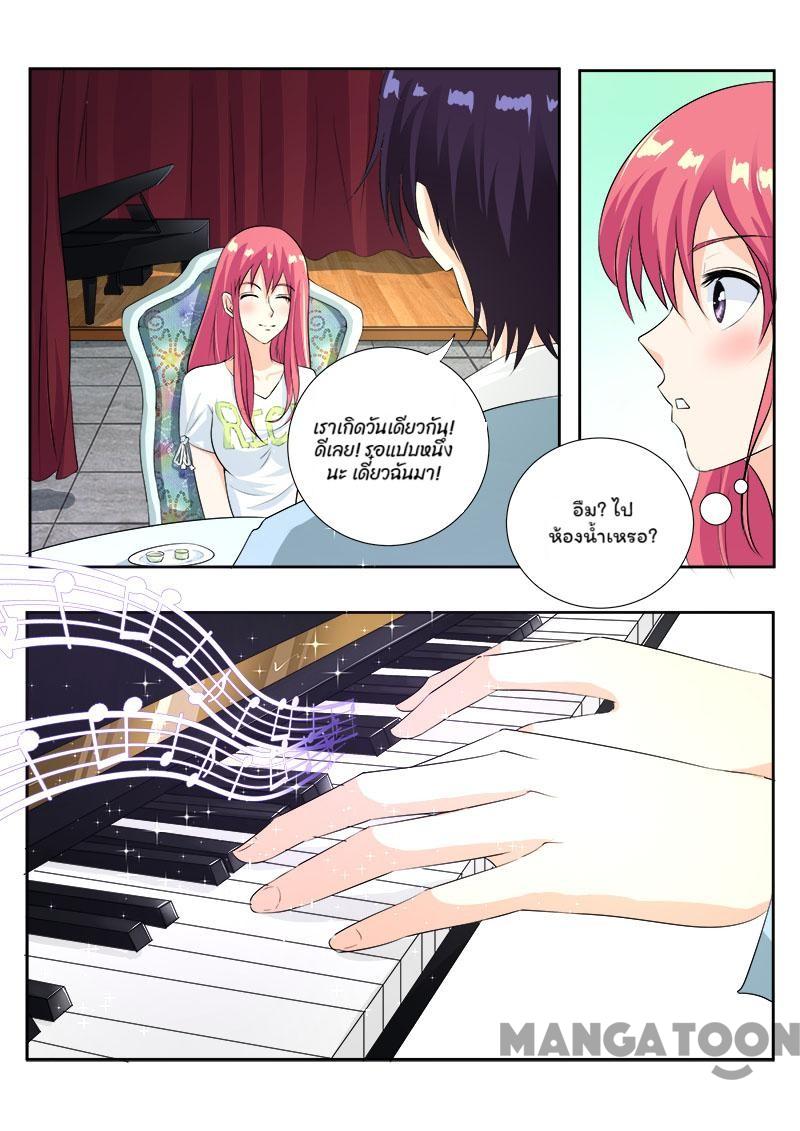 เราเกิดวันเดียวกัน!
ดีเลย! รอแปบหนึ่ง
นะ เดี๋ยวฉันมา!
อืม? ไป
ห้องน้ำเหรอ?
MANGATOON